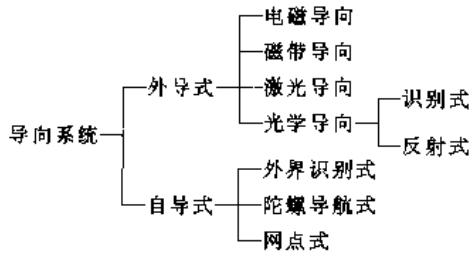 电磁导向
磁带导向
外导式
激光导向
识别式
光学导向
导向系统
反射式
外界识别式
自导式
陀螺导航式
网点式